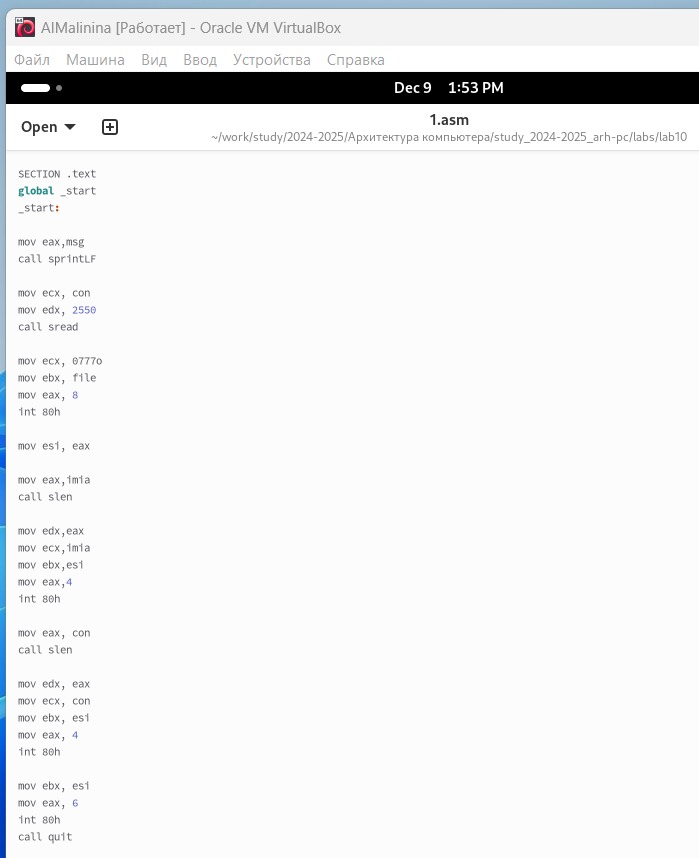 AlMalinina [Работает] - Oracle VM VirtualBox
Файл Машина Вид Ввод Устройства Справка
Dec 9 1:53 PM
Open 1.asm
~/work/study/2024-2025/Архитектура компьютера/study_2024-2025_arh-pc/labs/lab10
SECTION .text
global _start
_start:
mov eax,msg
call sprintLF
mov ecx, con
mov edx, 2550
call sread
mov ecx, 0777o
mov ebx, file
mov eax, 8
int 80h
mov esi, eax
mov eax,imia
call slen
mov edx,eax
mov ecx,imia
mov ebx,esi
mov eax,4
int 80h
mov eax, con
call slen
mov edx, eax
mov ecx, con
mov ebx, esi
mov eax, 4
int 80h
mov ebx, esi
mov eax, 6
int 80h
call quit